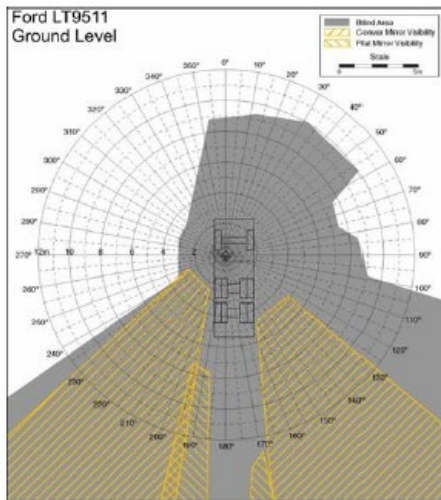 Ford LT9511
Ground Level
Blind Area
Convex Mirror Visibility
Flat Mirror Visibility
Scale
0 5m
350° 0° 10°
340° 20°
330° 30°
320° 40°
310° 50°
300° 60°
290° 70°
280° 80°
270° 12m 10 8 6 4 2 90°
260° 100°
250° 110°
240° 120°
230° 130°
220° 140°
210° 150°
200° 190° 180° 170° 160°